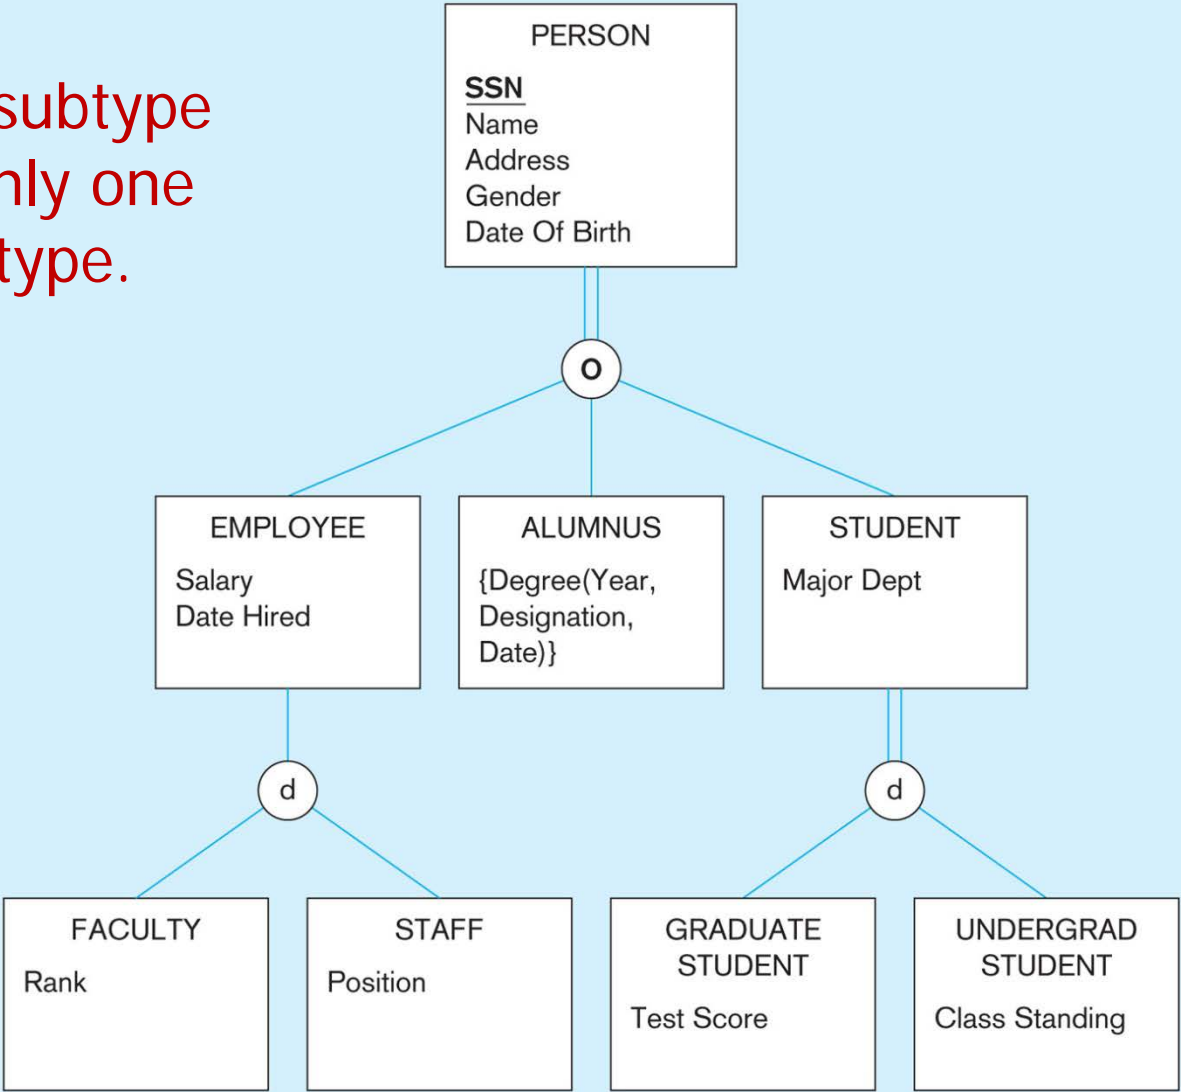 subtype
nly one
type.
PERSON
SSN
Name
Address
Gender
Date Of Birth
O
EMPLOYEE
Salary
Date Hired
ALUMNUS
{Degree(Year,
Designation,
Date)}
STUDENT
Major Dept
d
d
FACULTY
Rank
STAFF
Position
GRADUATE
STUDENT
Test Score
UNDERGRAD
STUDENT
Class Standing